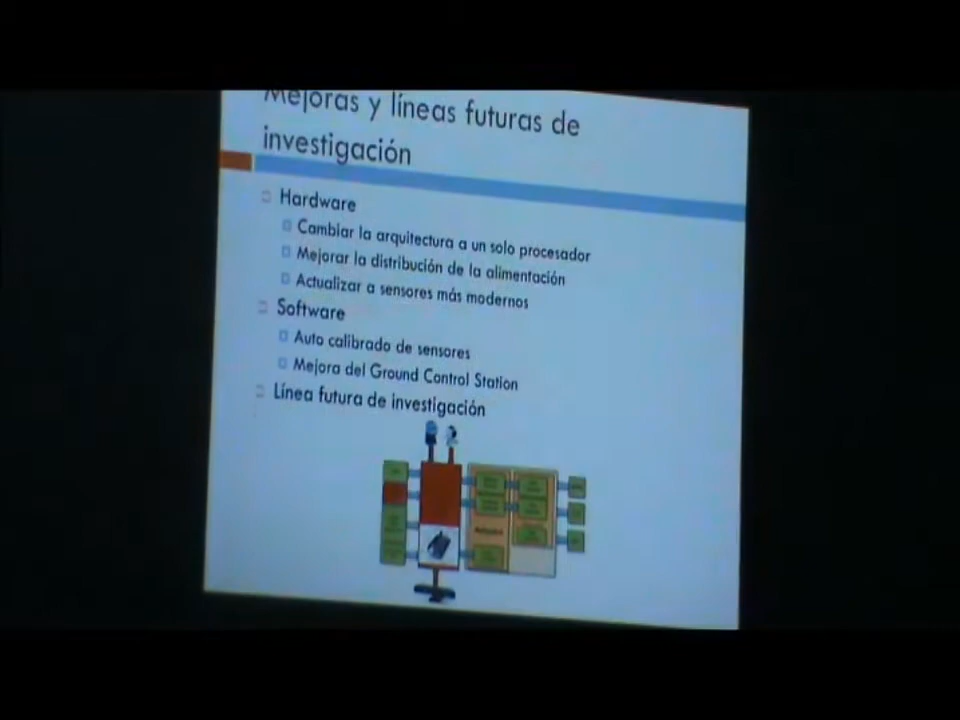 Mejoras y líneas futuras de
investigación
Hardware
Cambiar la arquitectura a un solo procesador
Mejorar la distribución de la alimentación
Actualizar a sensores más modernos
Software
Auto calibrado de sensores
Mejora del Ground Control Station
Línea futura de investigación